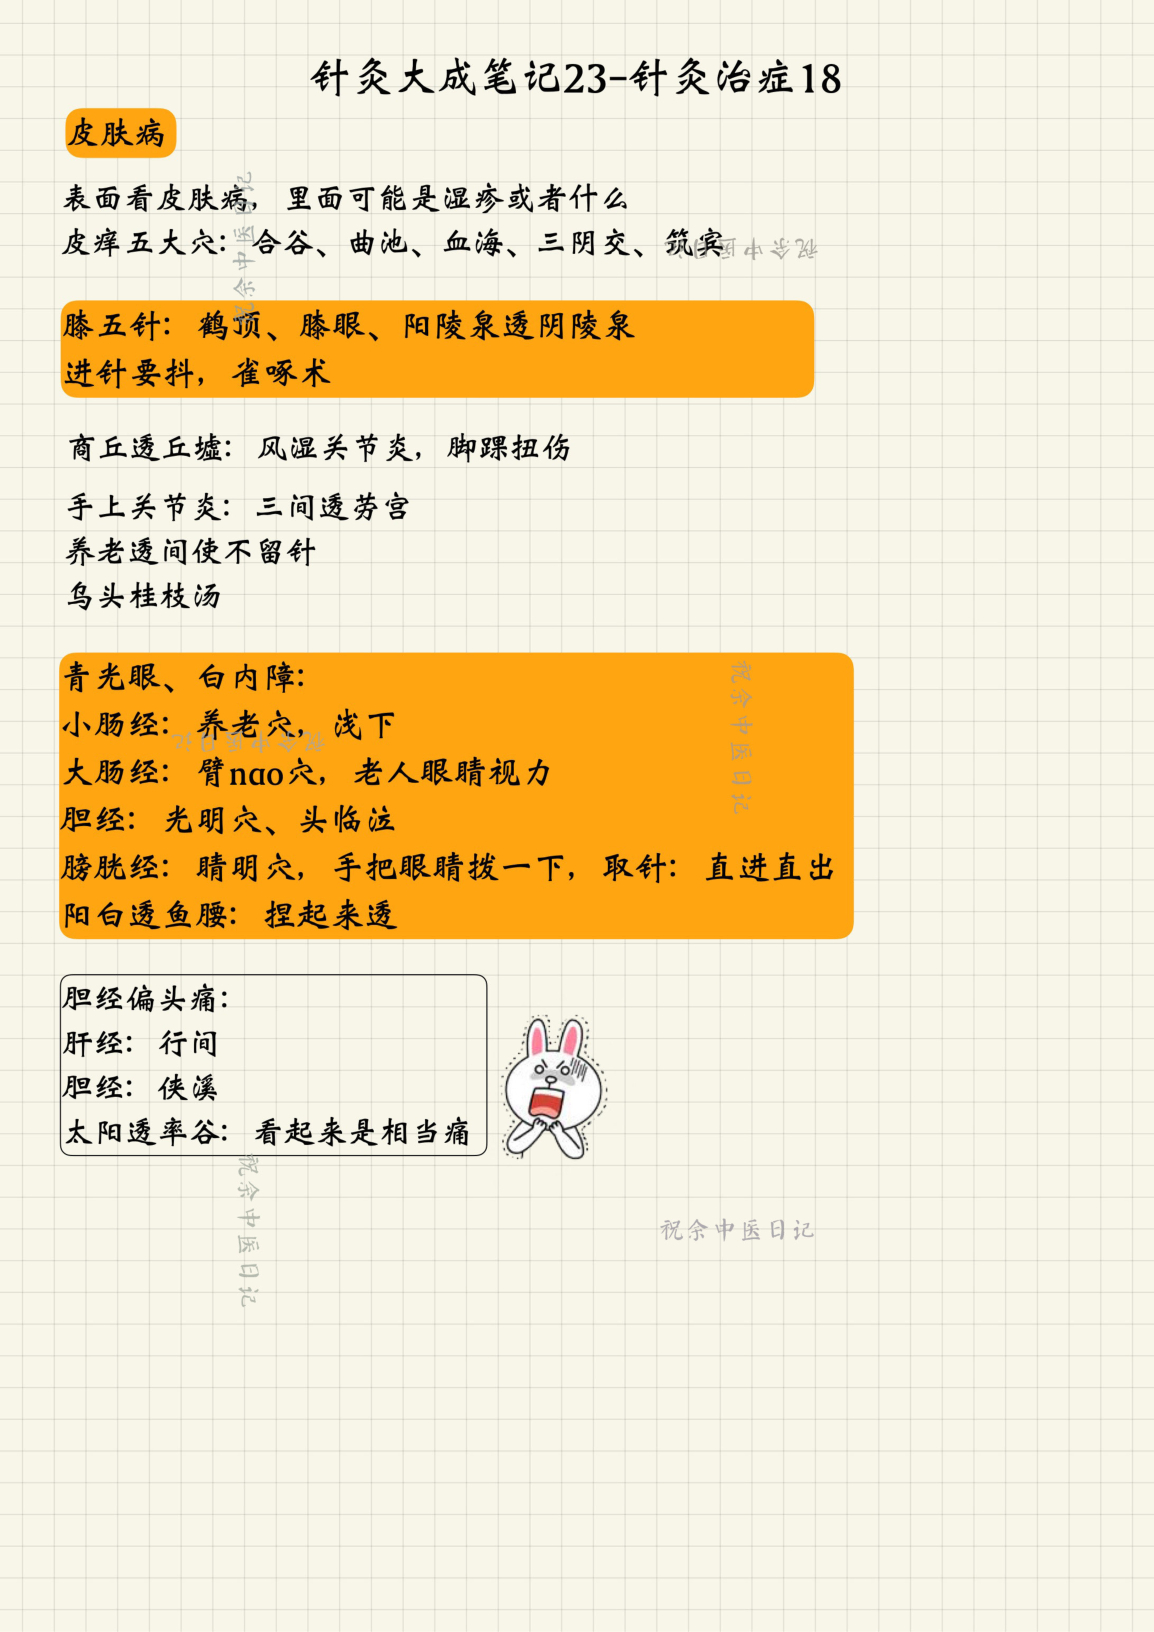 针灸大成笔记23-针灸治症18
皮肤病
表面看皮肤病，里面可能是湿疹或者什么
皮痒五大穴：合谷、曲池、血海、三阴交、筑宾
膝五针：鹤顶、膝眼、阳陵泉透阴陵泉
进针要抖，雀啄术
商丘透丘墟：风湿关节炎，脚踝扭伤
手上关节炎：三间透劳宫
养老透间使不留针
乌头桂枝汤
青光眼、白内障：
小肠经：养老穴，浅下
大肠经：臂nao穴，老人眼睛视力
胆经：光明穴、头临泣
膀胱经：睛明穴，手把眼睛拨一下，取针：直进直出
阳白透鱼腰：捏起来透
胆经偏头痛：
肝经：行间
胆经：侠溪
太阳透率谷：看起来是相当痛
祝余中医日记
祝余中医日记
祝余中医日记
祝余中医日记
祝余中医日记
祝余中医日记